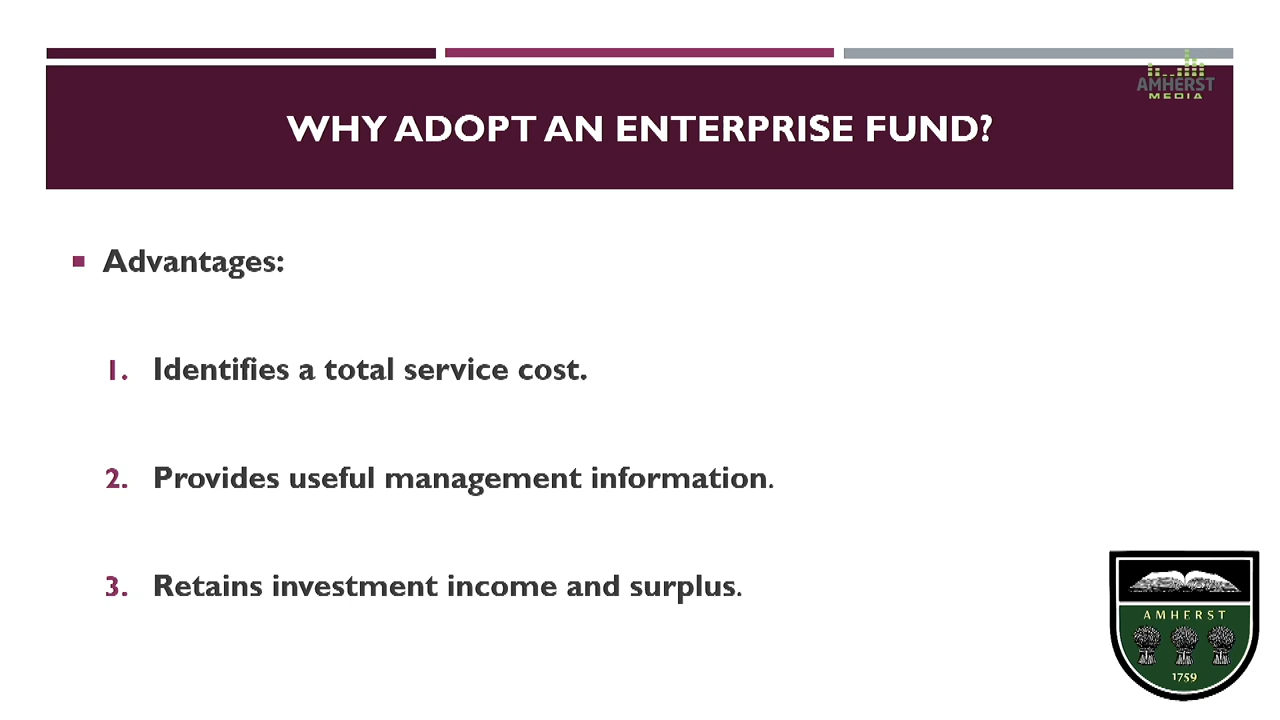 AMHERST
MEDIA
WHY ADOPT AN ENTERPRISE FUND?
Advantages:
1. Identifies a total service cost.
2. Provides useful management information.
3. Retains investment income and surplus.
AMHERST
1759